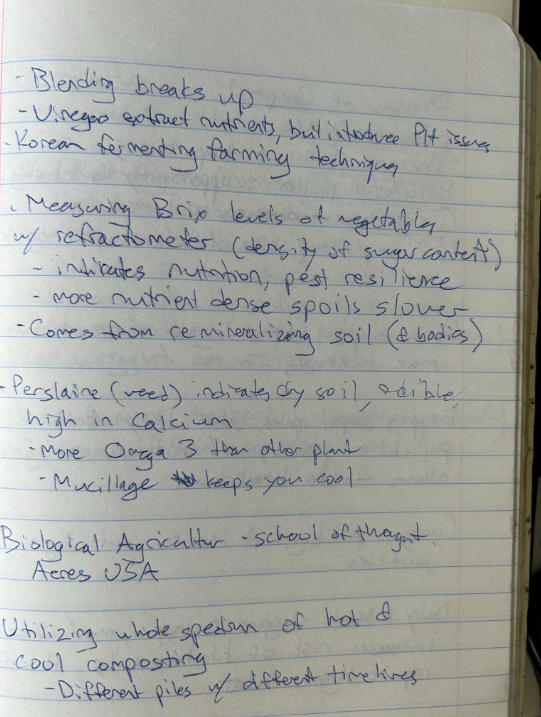 - Blending breaks up
- Vinegar extract nutrients, but introduce PH issues
- Korean fermenting farming technique
- Measuring Brix levels of vegetables
w/ refractometer (density of sugar content)
- indicates nutrition, pest resilience
- more nutrient dense spoils slower
- Comes from remineralizing soil (& bodies)
- Perslaine (weed) indicates dry soil, edible,
high in Calcium
- More Omega 3 than other plant
- Mucillage keeps you cool
Biological Agricultur - school of thought.
Acres USA
Utilizing whole spectrum of hot &
cool composting
- Different piles w/ different timelines